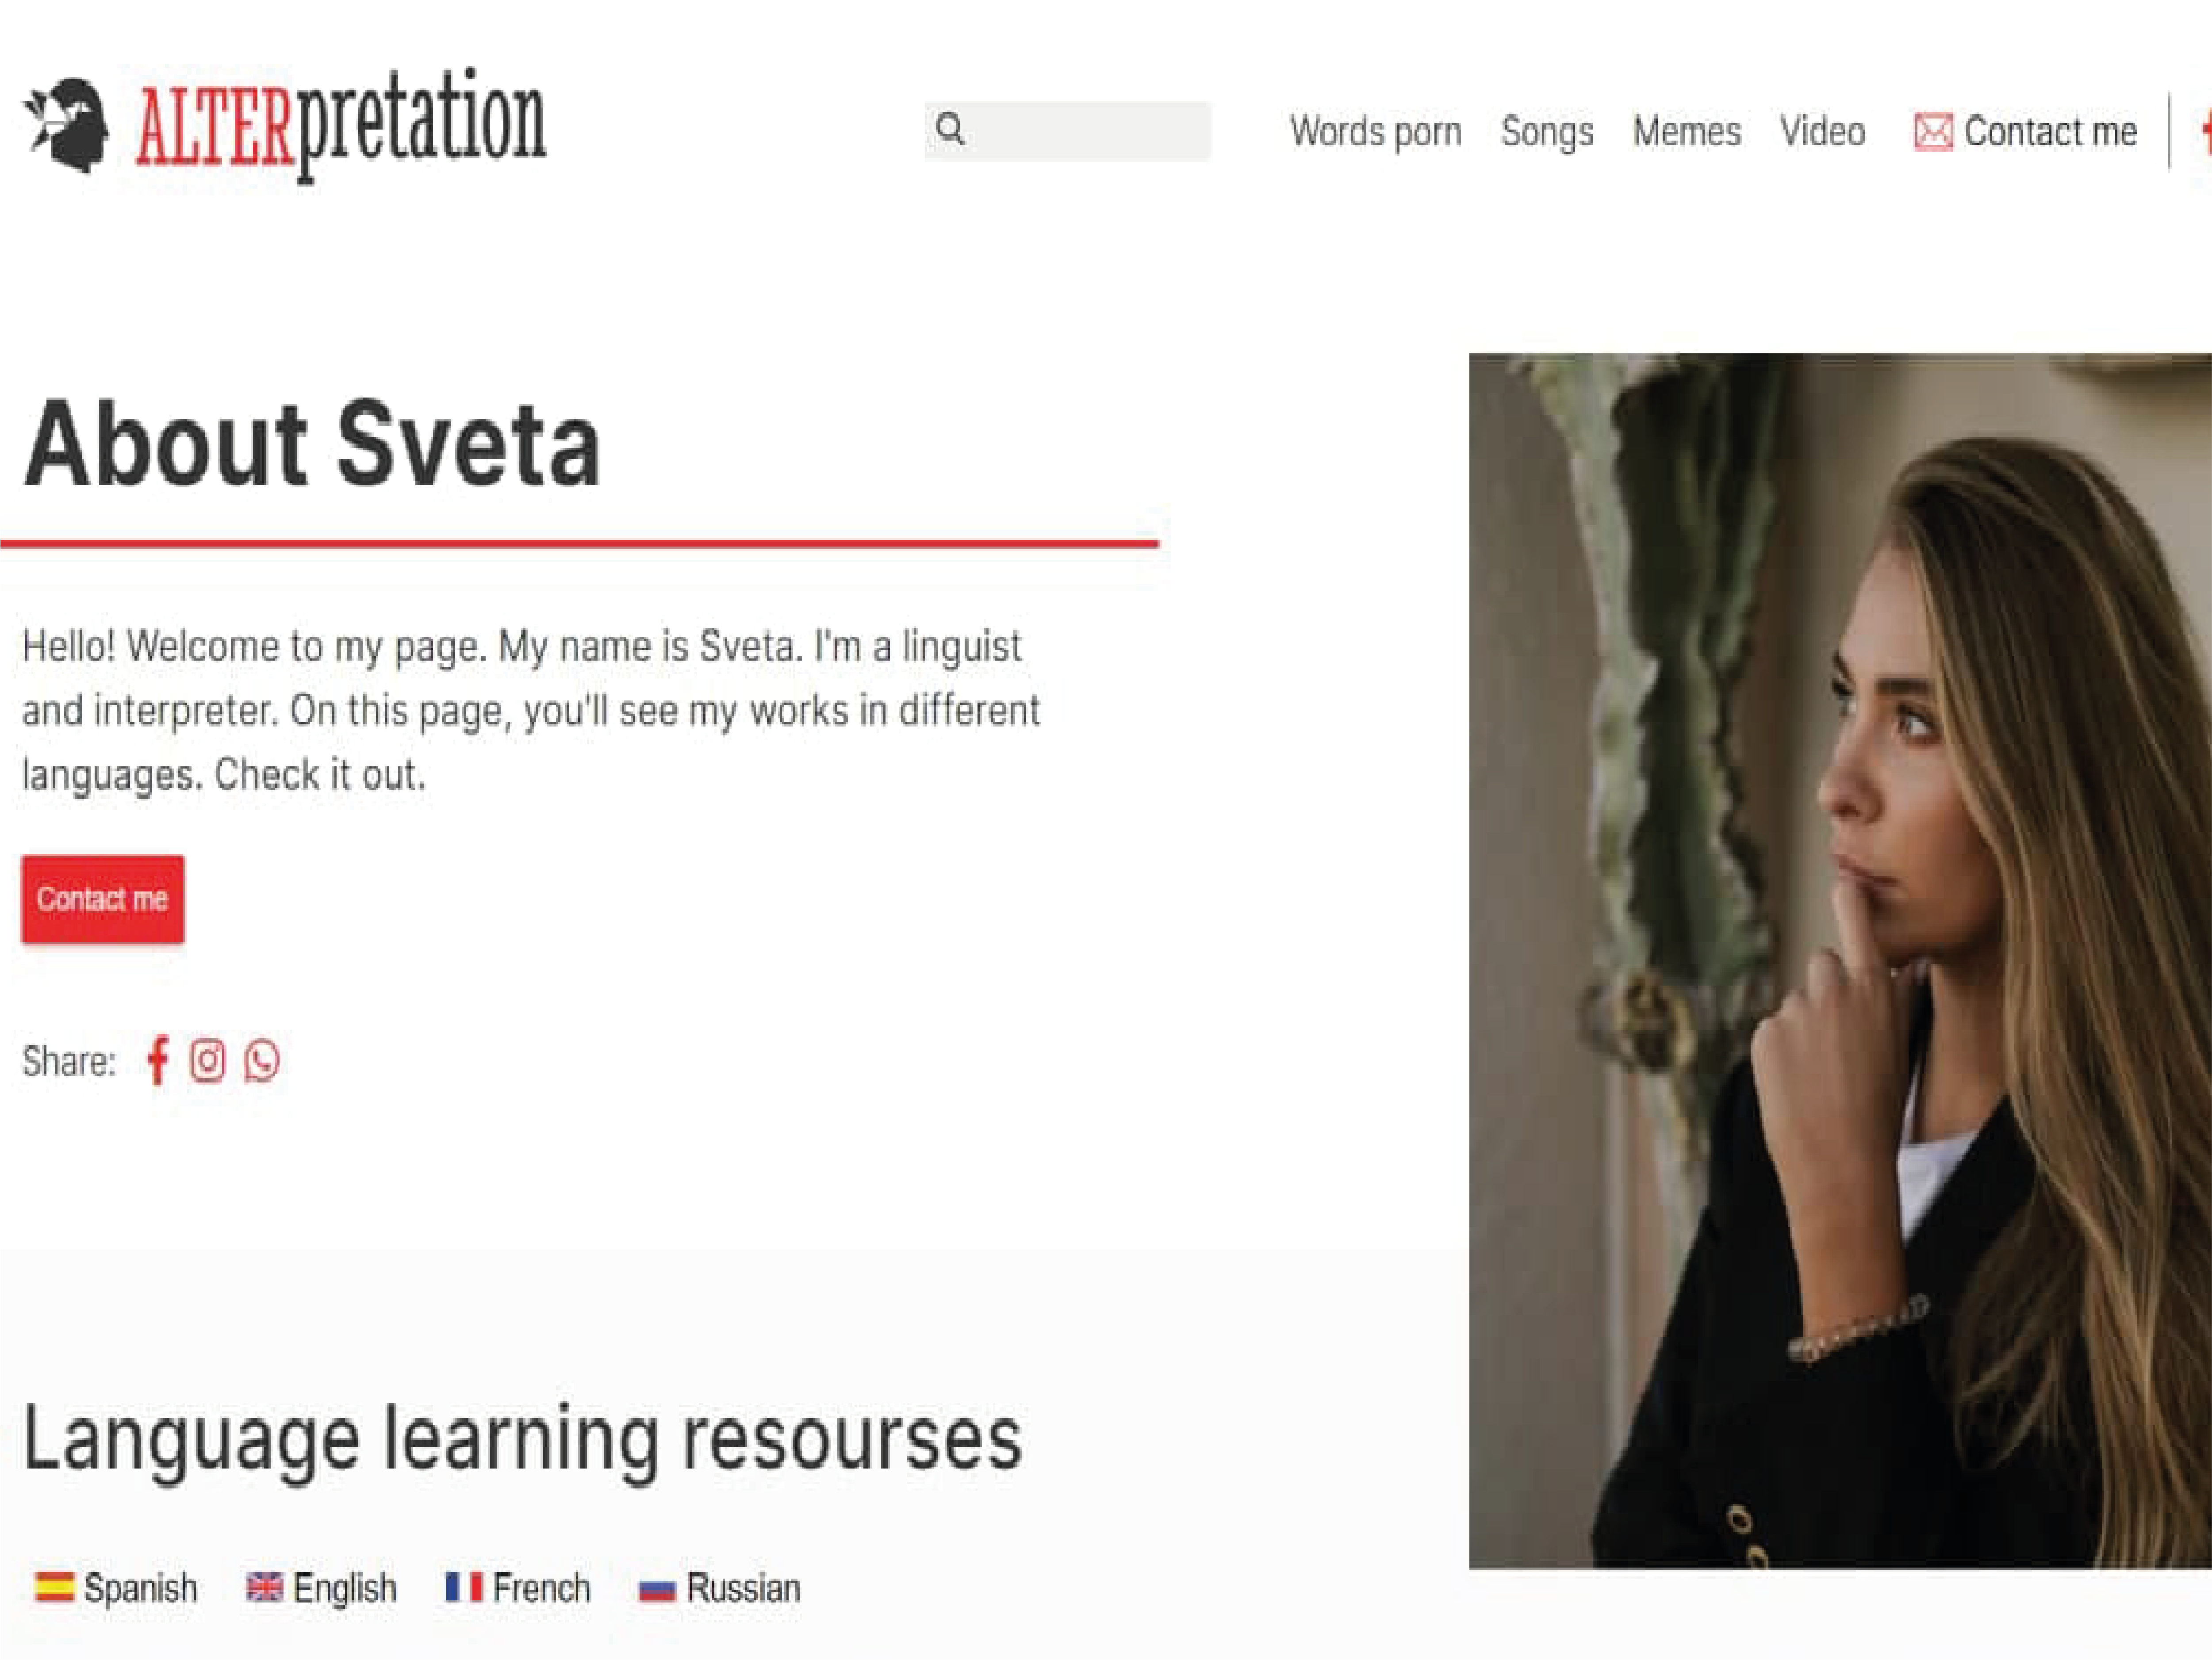 ALTERpretation
Words porn Songs Memes Video Contact me
About Sveta
Hello! Welcome to my page. My name is Sveta. I'm a linguist
and interpreter. On this page, you'll see my works in different
languages. Check it out.
Contact me
Share:
Language learning resourses
Spanish English French Russian